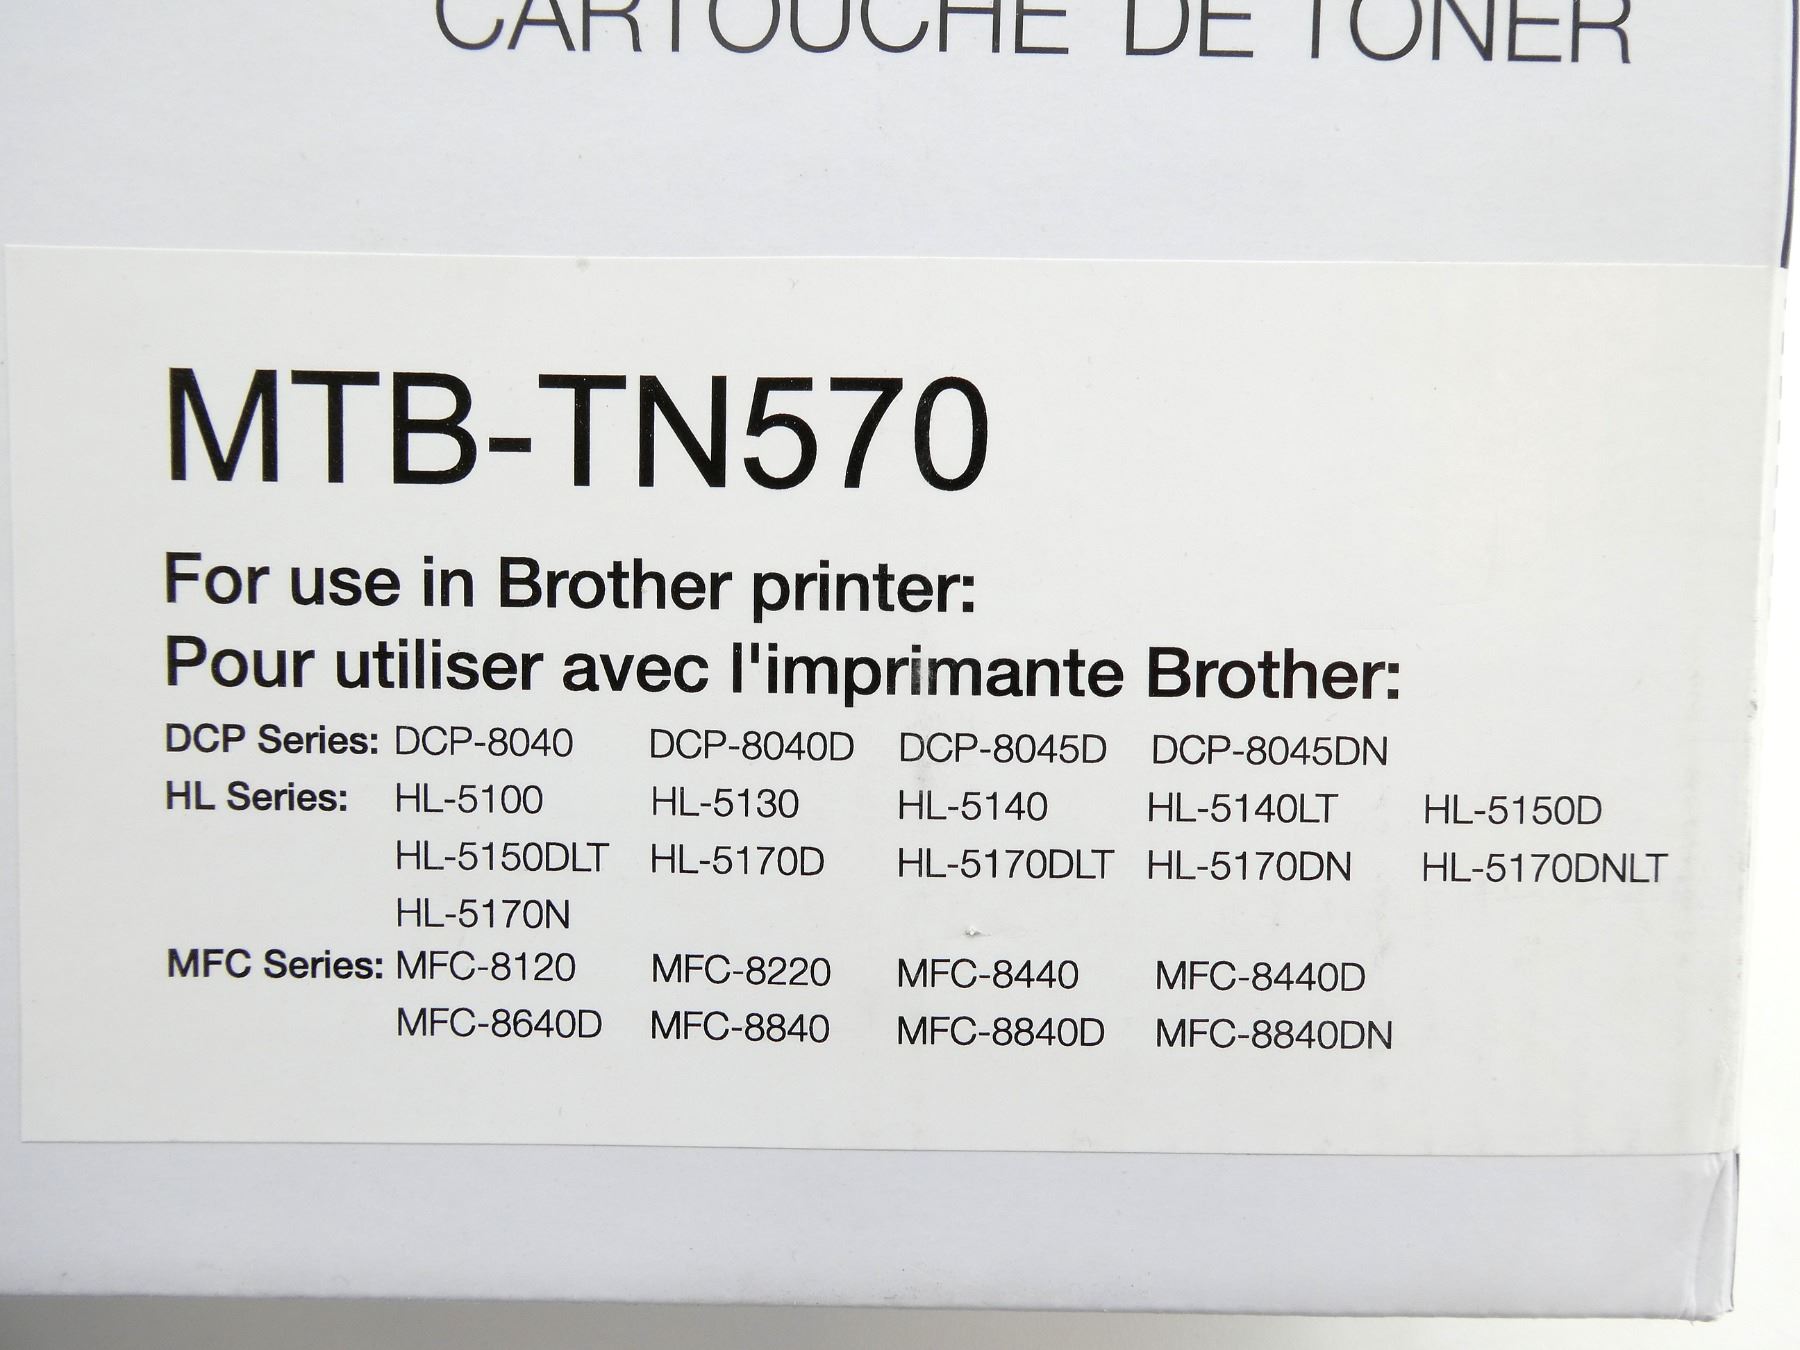 CARTOUCHE DE TONER
MTB-TN570
For use in Brother printer:
Pour utiliser avec l'imprimante Brother:
DCP Series: DCP-8040 DCP-8040D DCP-8045D DCP-8045DN
HL Series: HL-5100 HL-5130 HL-5140 HL-5140LT HL-5150D
HL-5150DLT HL-5170D HL-5170DLT HL-5170DN HL-5170DNLT
HL-5170N
MFC Series: MFC-8120 MFC-8220 MFC-8440 MFC-8440D
MFC-8640D MFC-8840 MFC-8840D MFC-8840DN